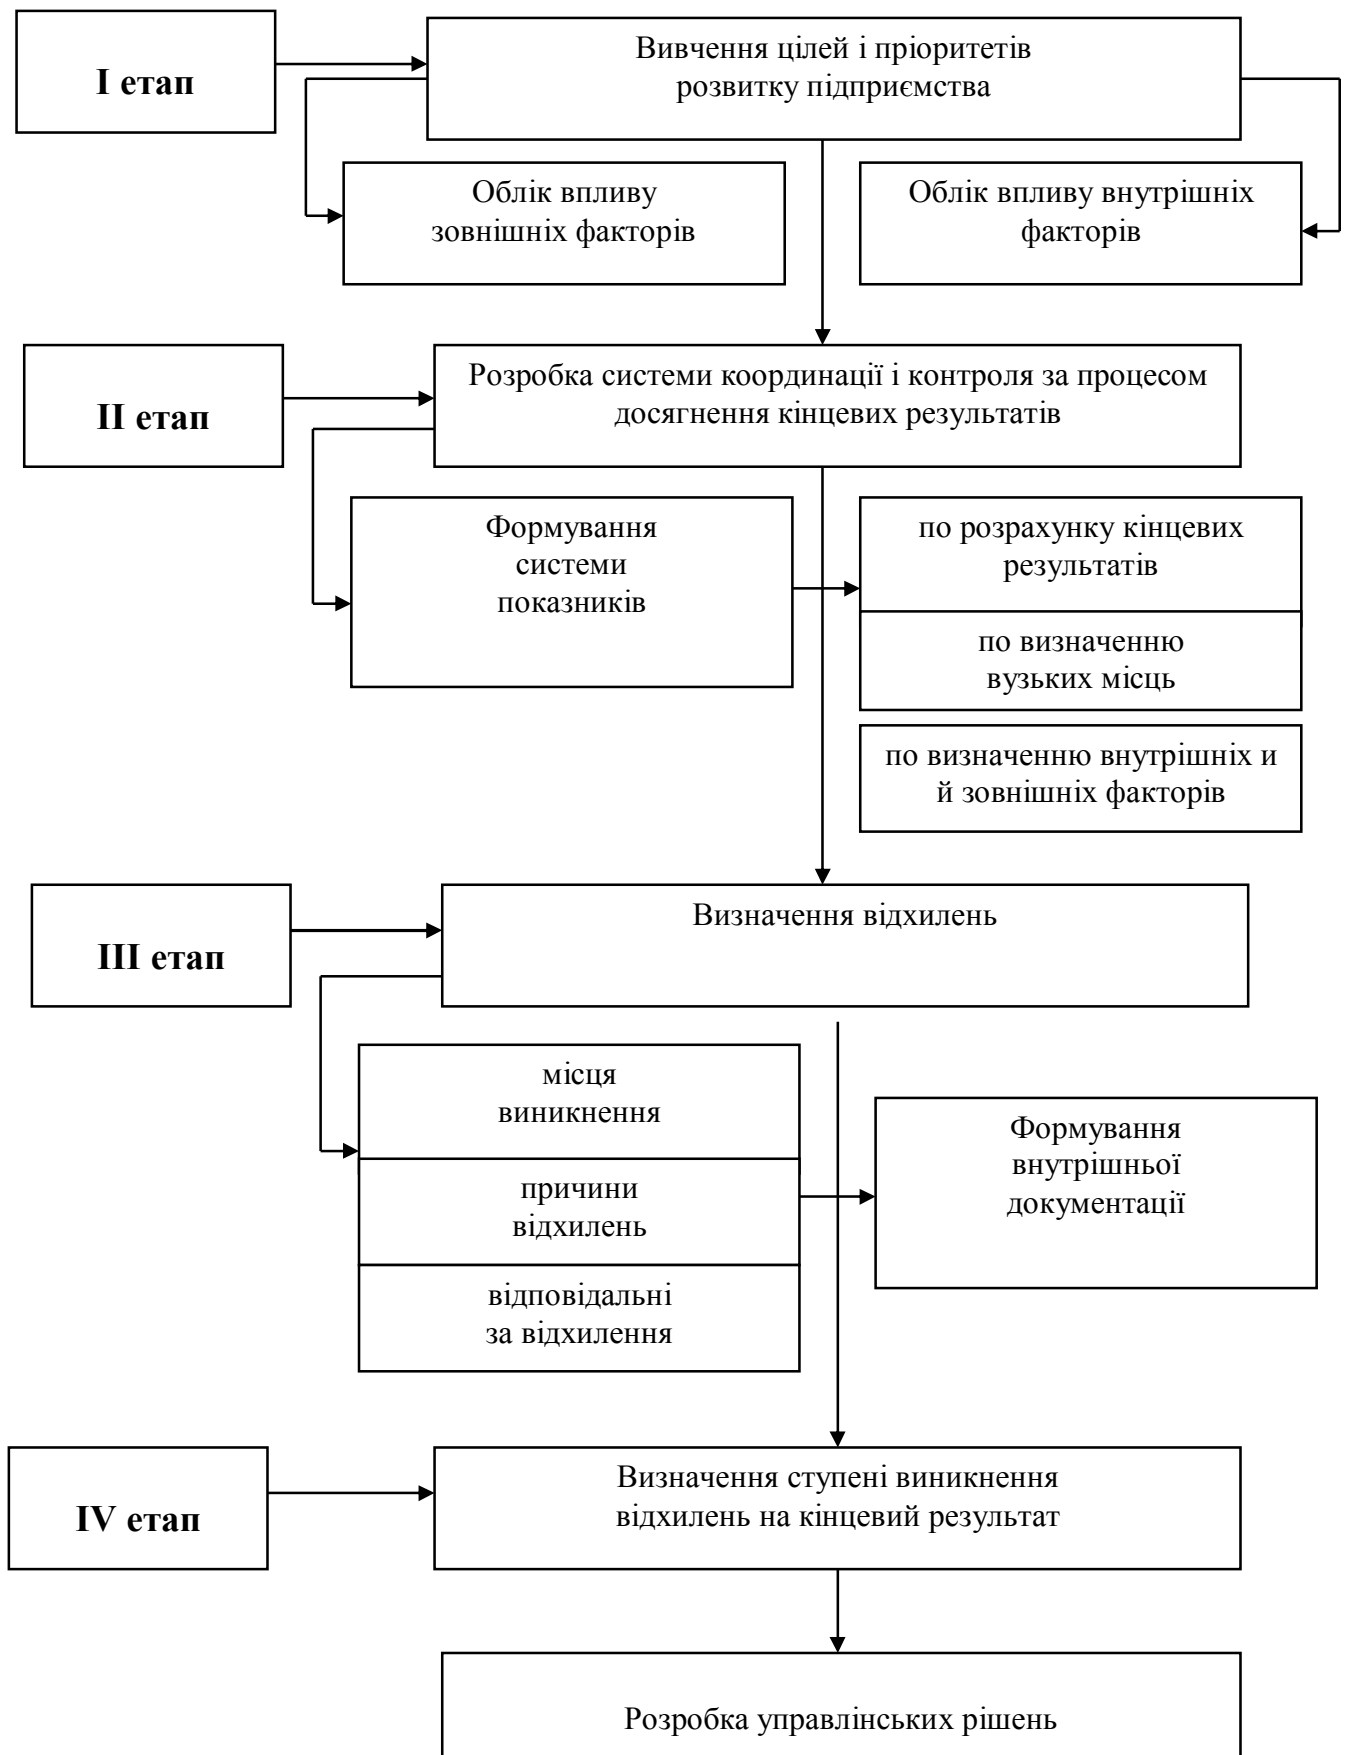 I етап
Вивчення цілей і пріоритетів
розвитку підприємства
Облік впливу
зовнішніх факторів
Облік впливу внутрішніх
факторів
II етап
Розробка системи координації і контроля за процесом
досягнення кінцевих результатів
Формування
системи
показників
по розрахунку кінцевих
результатів
по визначенню
вузьких місць
по визначенню внутрішніх и
й зовнішніх факторів
III етап
Визначення відхилень
місця
виникнення
причини
відхилень
відповідальні
за відхилення
Формування
внутрішньої
документації
IV етап
Визначення ступені виникнення
відхилень на кінцевий результат
Розробка управлінських рішень